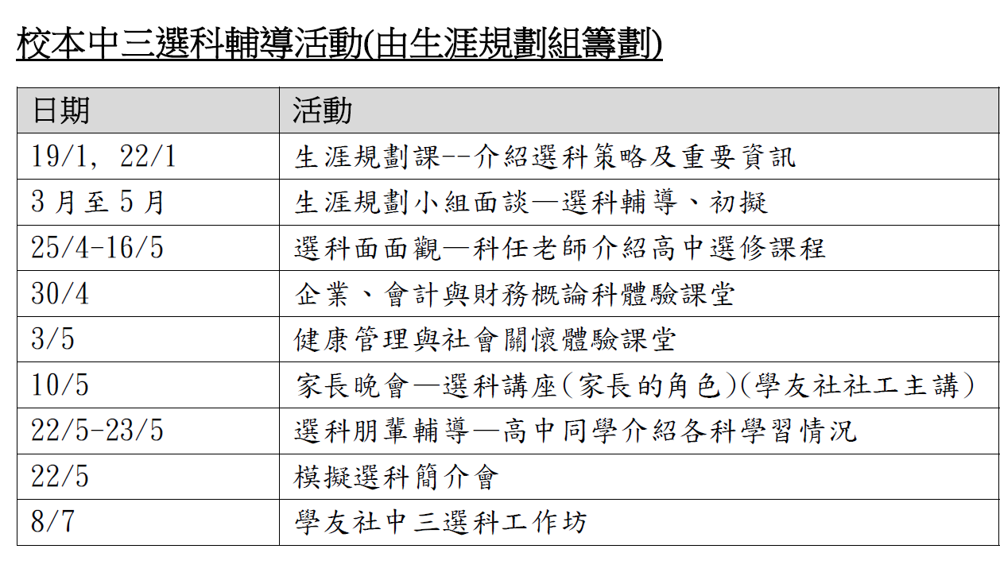 校本中三選科輔導活動(由生涯規劃組籌劃)
日期 活動
19/1, 22/1 生涯規劃課--介紹選科策略及重要資訊
3 月至 5 月 生涯規劃小組面談—選科輔導、初擬
25/4-16/5 選科面面觀—科任老師介紹高中選修課程
30/4 企業、會計與財務概論科體驗課堂
3/5 健康管理與社會關懷體驗課堂
10/5 家長晚會—選科講座(家長的角色)(學友社社工主講)
22/5-23/5 選科朋輩輔導—高中同學介紹各科學習情況
22/5 模擬選科簡介會
8/7 學友社中三選科工作坊